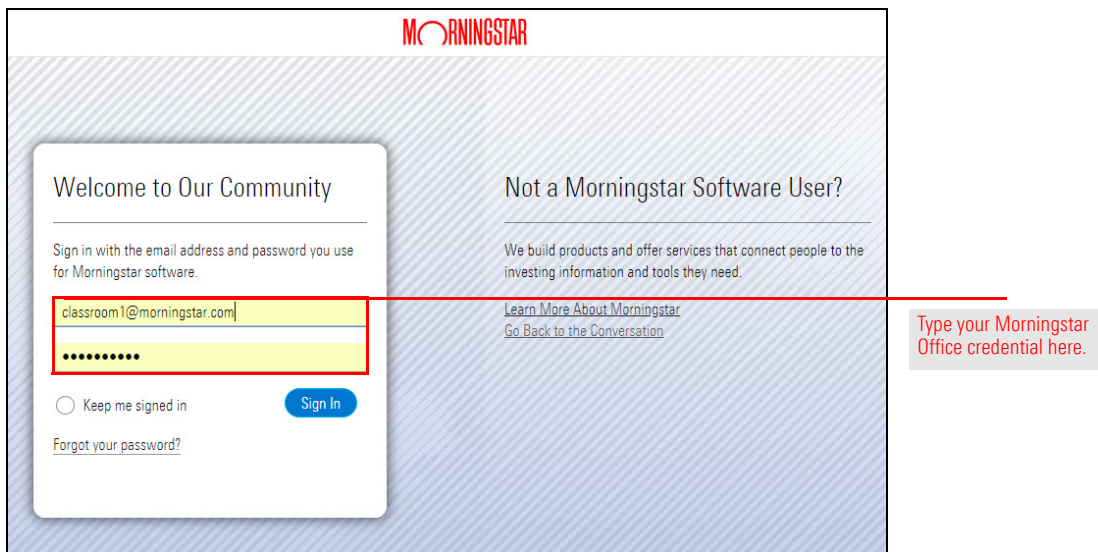 MORNINGSTAR
Welcome to Our Community
Sign in with the email address and password you use
for Morningstar software.
classroom1@morningstar.com
••••••••••
Keep me signed in
Sign In
Forgot your password?
Not a Morningstar Software User?
We build products and offer services that connect people to the
investing information and tools they need.
Learn More About Morningstar
Go Back to the Conversation
Type your Morningstar
Office credential here.